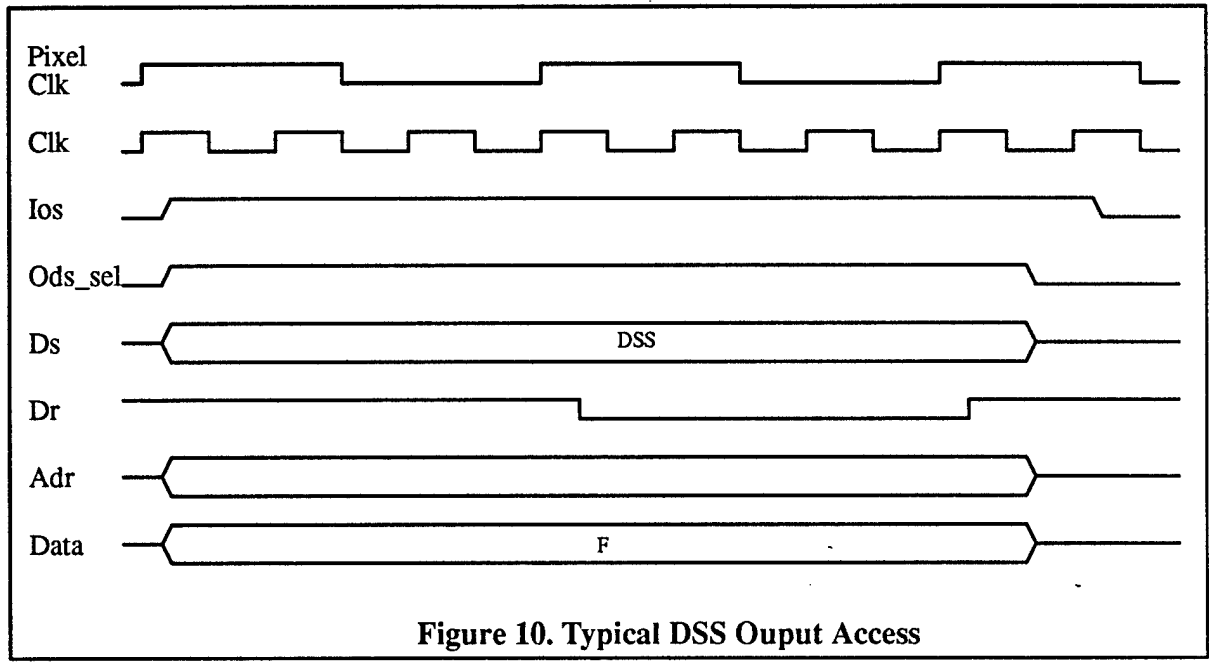 Pixel
Clk
Clk
Ios
Ods_sel
Ds
DSS
Dr
Adr
Data
F
Figure 10. Typical DSS Ouput Access